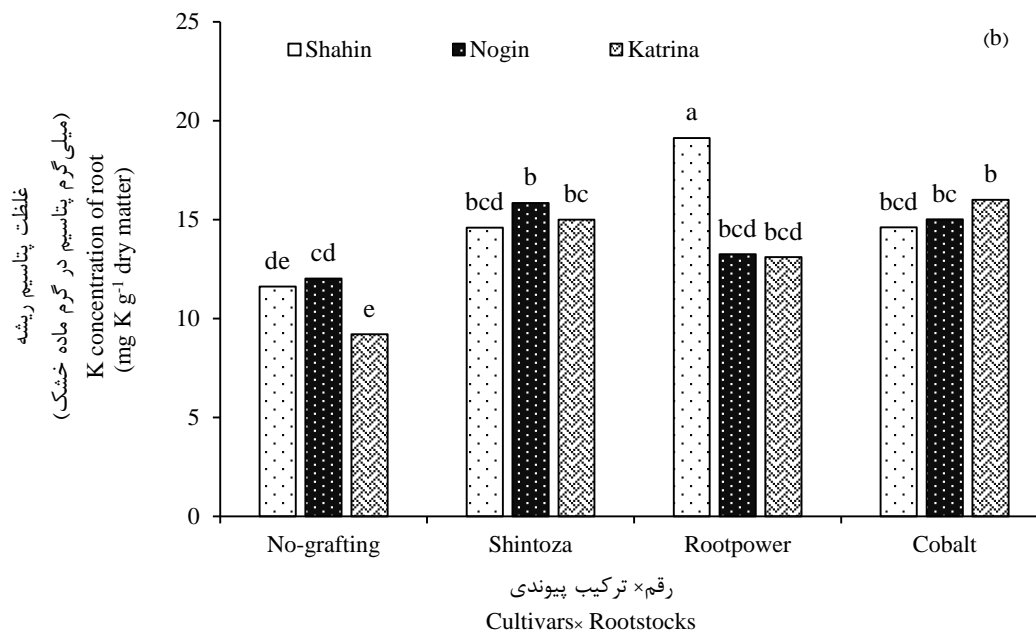 (b)
Shahin Nogin Katrina
غلظت پتاسیم ریشه
(میلی‌گرم پتاسیم در گرم ماده خشک)
K concentration of root
(mg K g-1 dry matter)
25
20
15
10
5
0
de cd e
bcd b bc
a bcd bcd
bcd bc b
No-grafting Shintoza Rootpower Cobalt
رقم× ترکیب پیوندی
Cultivars× Rootstocks